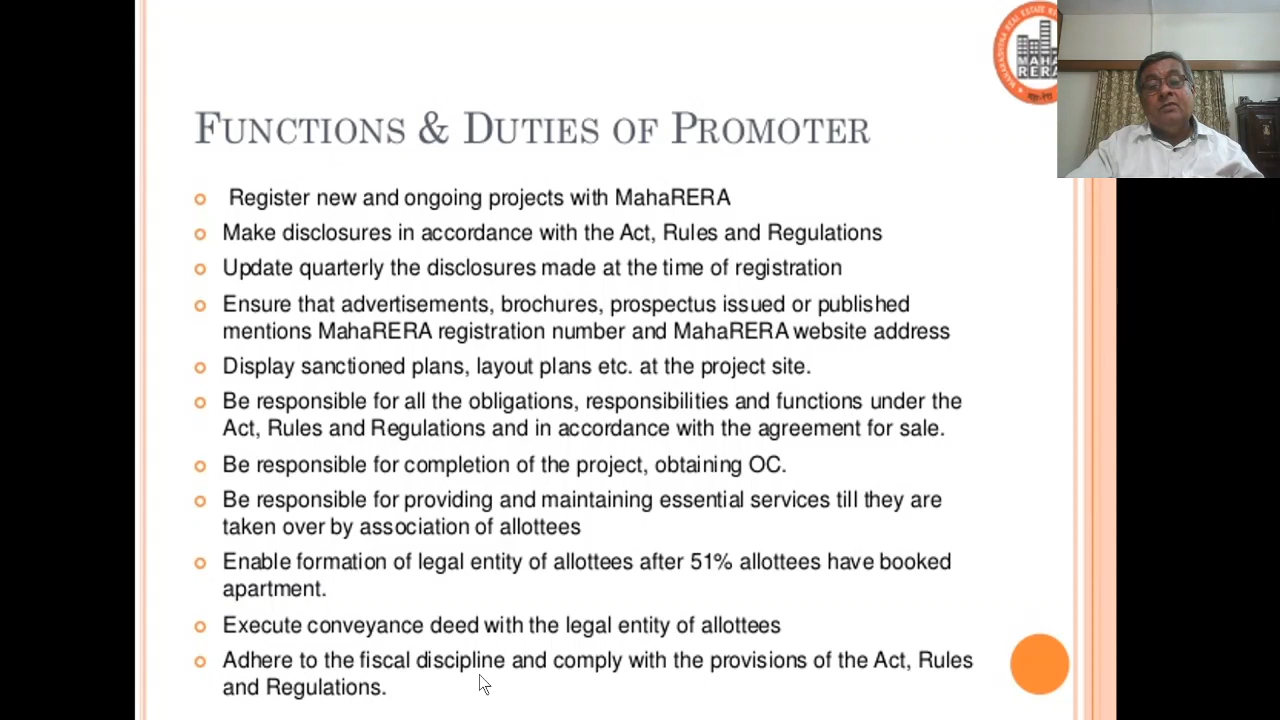 MAHARASHTRA REAL ESTATE
MAHA
RERA
FUNCTIONS & DUTIES OF PROMOTER
Register new and ongoing projects with MahaRERA
Make disclosures in accordance with the Act, Rules and Regulations
Update quarterly the disclosures made at the time of registration
Ensure that advertisements, brochures, prospectus issued or published
mentions MahaRERA registration number and MahaRERA website address
Display sanctioned plans, layout plans etc. at the project site.
Be responsible for all the obligations, responsibilities and functions under the
Act, Rules and Regulations and in accordance with the agreement for sale.
Be responsible for completion of the project, obtaining OC.
Be responsible for providing and maintaining essential services till they are
taken over by association of allottees
Enable formation of legal entity of allottees after 51% allottees have booked
apartment.
Execute conveyance deed with the legal entity of allottees
Adhere to the fiscal discipline and comply with the provisions of the Act, Rules
and Regulations.